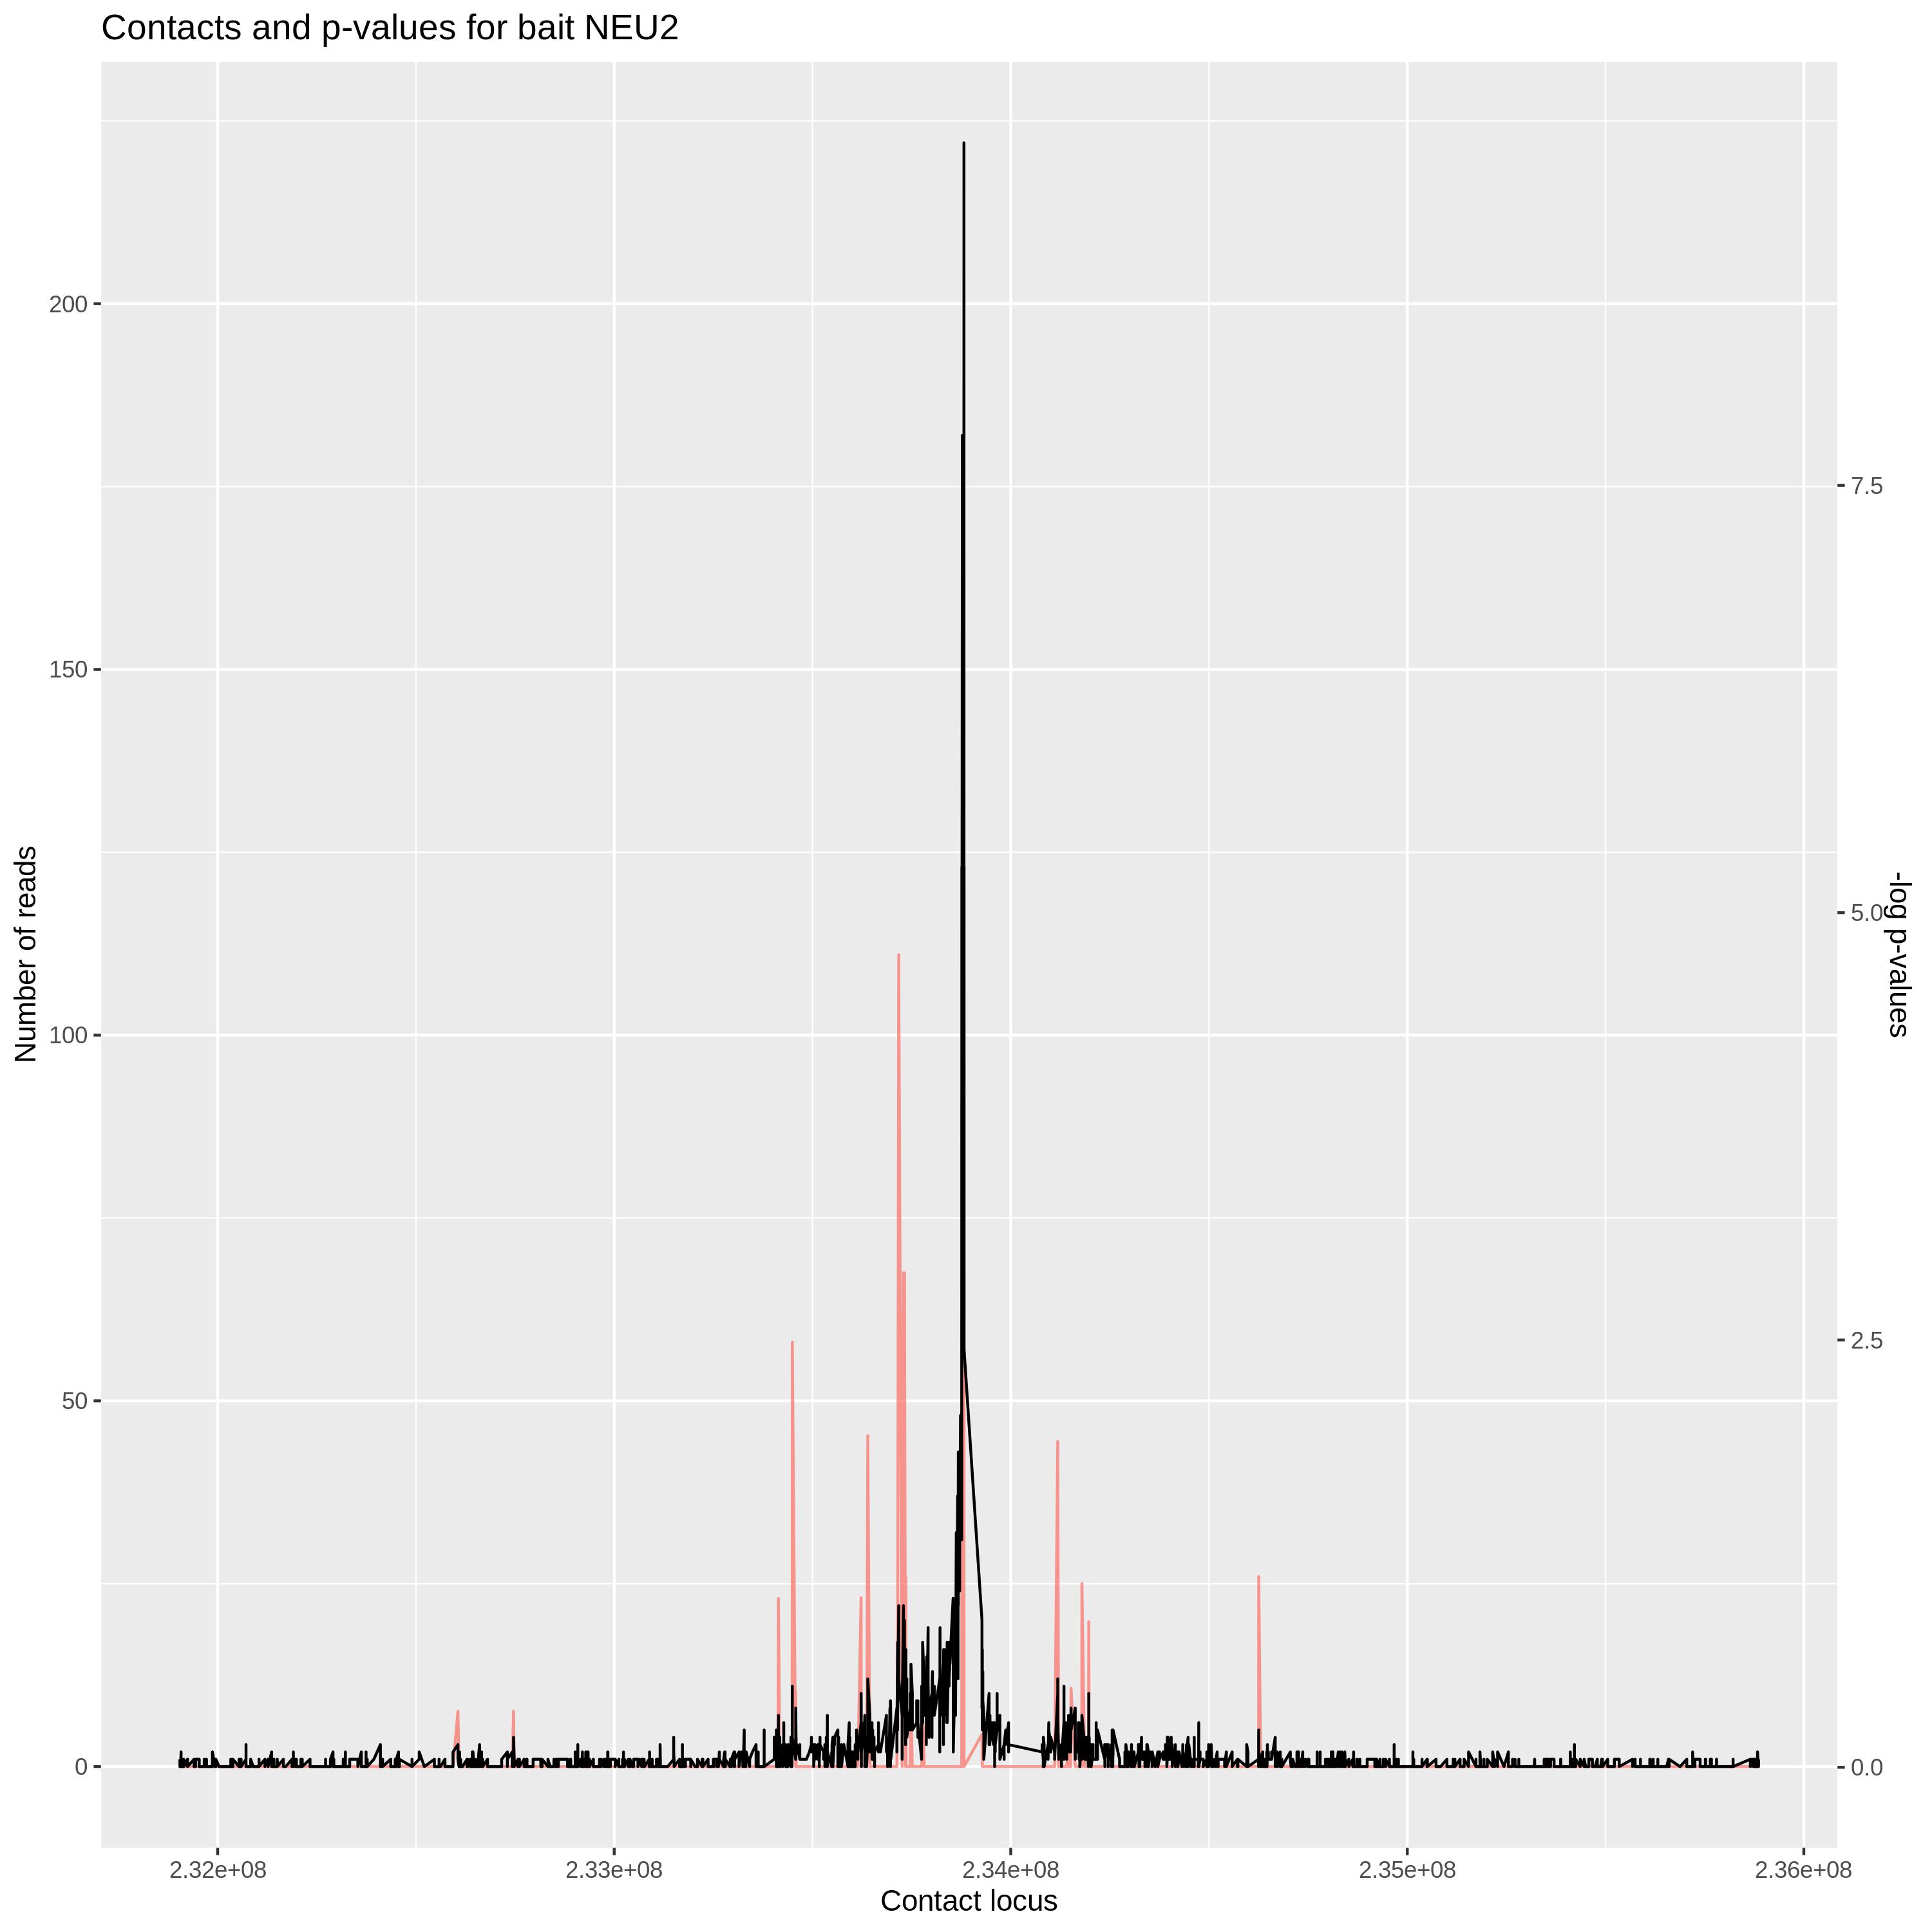 Contacts and p-values for bait NEU2
200
150
100
50
0
Number of reads
7.5
5.0
2.5
0.0
-log p-values
2.32e+08 2.33e+08 2.34e+08 2.35e+08 2.36e+08
Contact locus